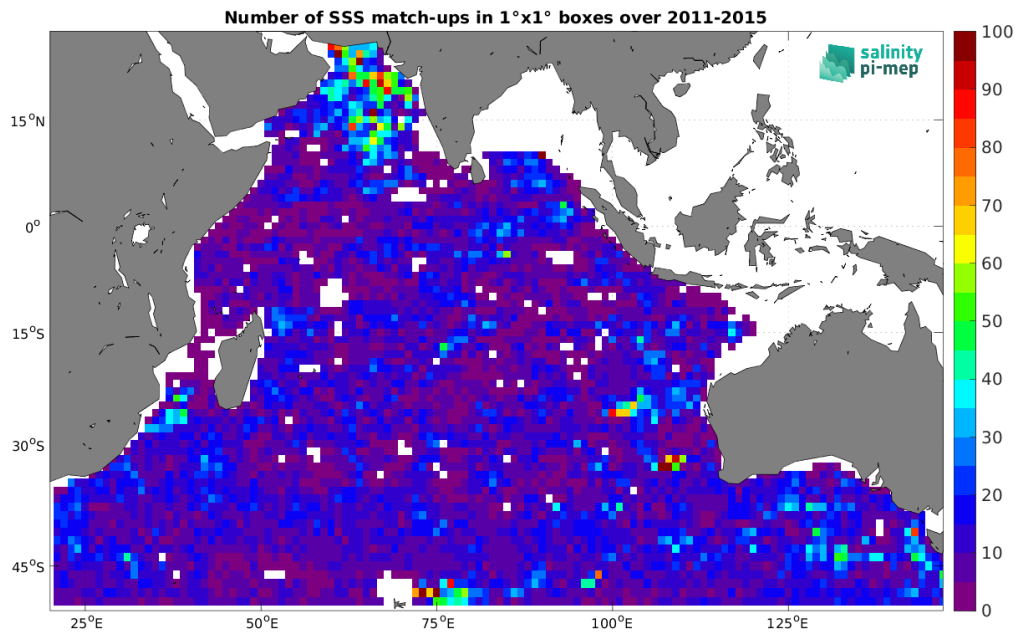 Number of SSS match-ups in 1°x1° boxes over 2011-2015
salinity
pi-mep
100
90
80
70
60
50
40
30
20
10
0
15°N
0°
15°S
30°S
45°S
25°E
50°E
75°E
100°E
125°E